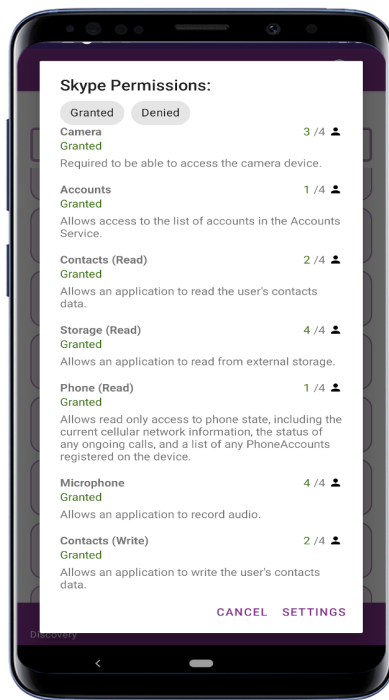 Skype Permissions:
Granted Denied
Camera 3 /4
Granted
Required to be able to access the camera device.
Accounts 1 /4
Granted
Allows access to the list of accounts in the Accounts
Service.
Contacts (Read) 2 /4
Granted
Allows an application to read the user's contacts
data.
Storage (Read) 4 /4
Granted
Allows an application to read from external storage.
Phone (Read) 1 /4
Granted
Allows read only access to phone state, including the
current cellular network information, the status of
any ongoing calls, and a list of any PhoneAccounts
registered on the device.
Microphone 4 /4
Granted
Allows an application to record audio.
Contacts (Write) 2 /4
Granted
Allows an application to write the user's contacts
data.
CANCEL SETTINGS
Discovery